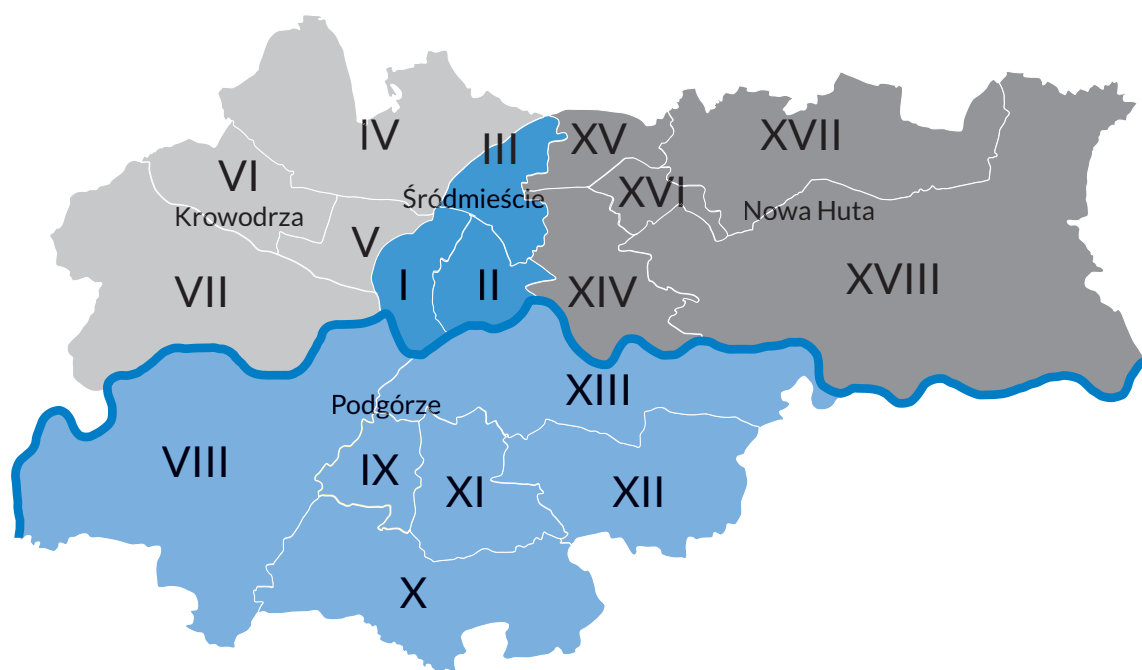 IV
III
XV
XVII
VI
XVI
Śródmieście
Krowodrza
Nowa Huta
V
VII
I
II
XIV
XVIII
XIII
Podgórze
VIII
IX
XI
XII
X